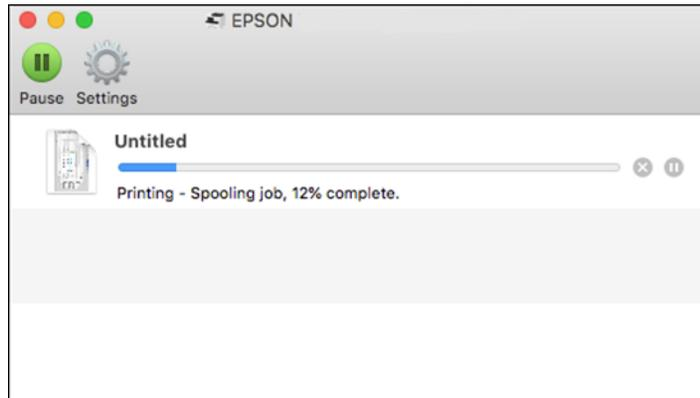 EPSON
Pause Settings
Untitled
Printing - Spooling job, 12% complete.